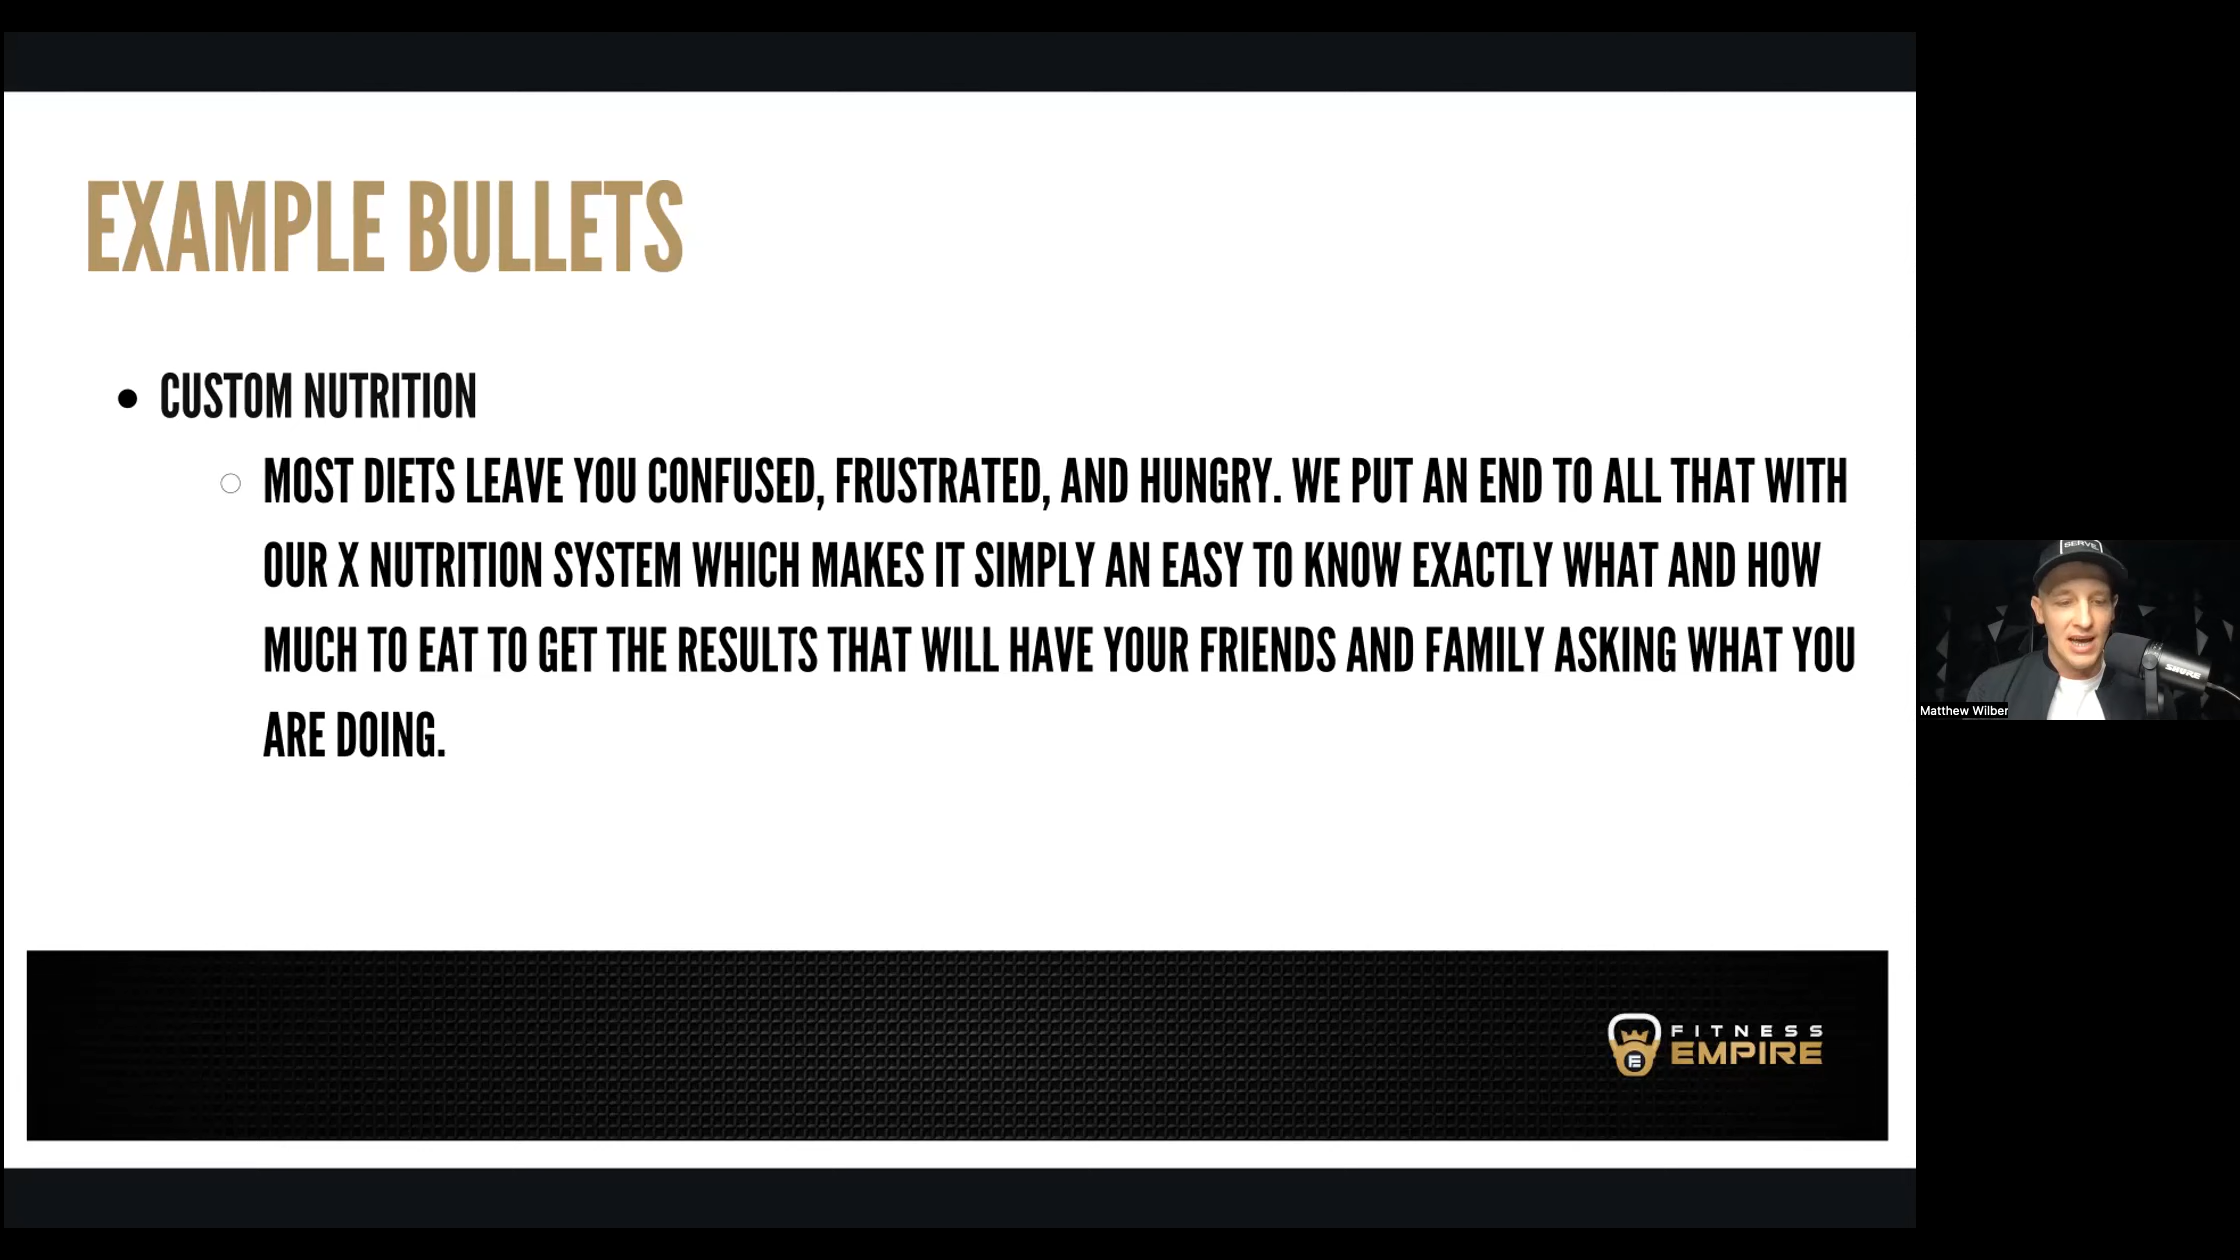 EXAMPLE BULLETS
CUSTOM NUTRITION
MOST DIETS LEAVE YOU CONFUSED, FRUSTRATED, AND HUNGRY. WE PUT AN END TO ALL THAT WITH
OUR X NUTRITION SYSTEM WHICH MAKES IT SIMPLY AN EASY TO KNOW EXACTLY WHAT AND HOW
MUCH TO EAT TO GET THE RESULTS THAT WILL HAVE YOUR FRIENDS AND FAMILY ASKING WHAT YOU
ARE DOING.
SERVE.
SHURE
Matthew Wilber
FITNESS
EMPIRE
E